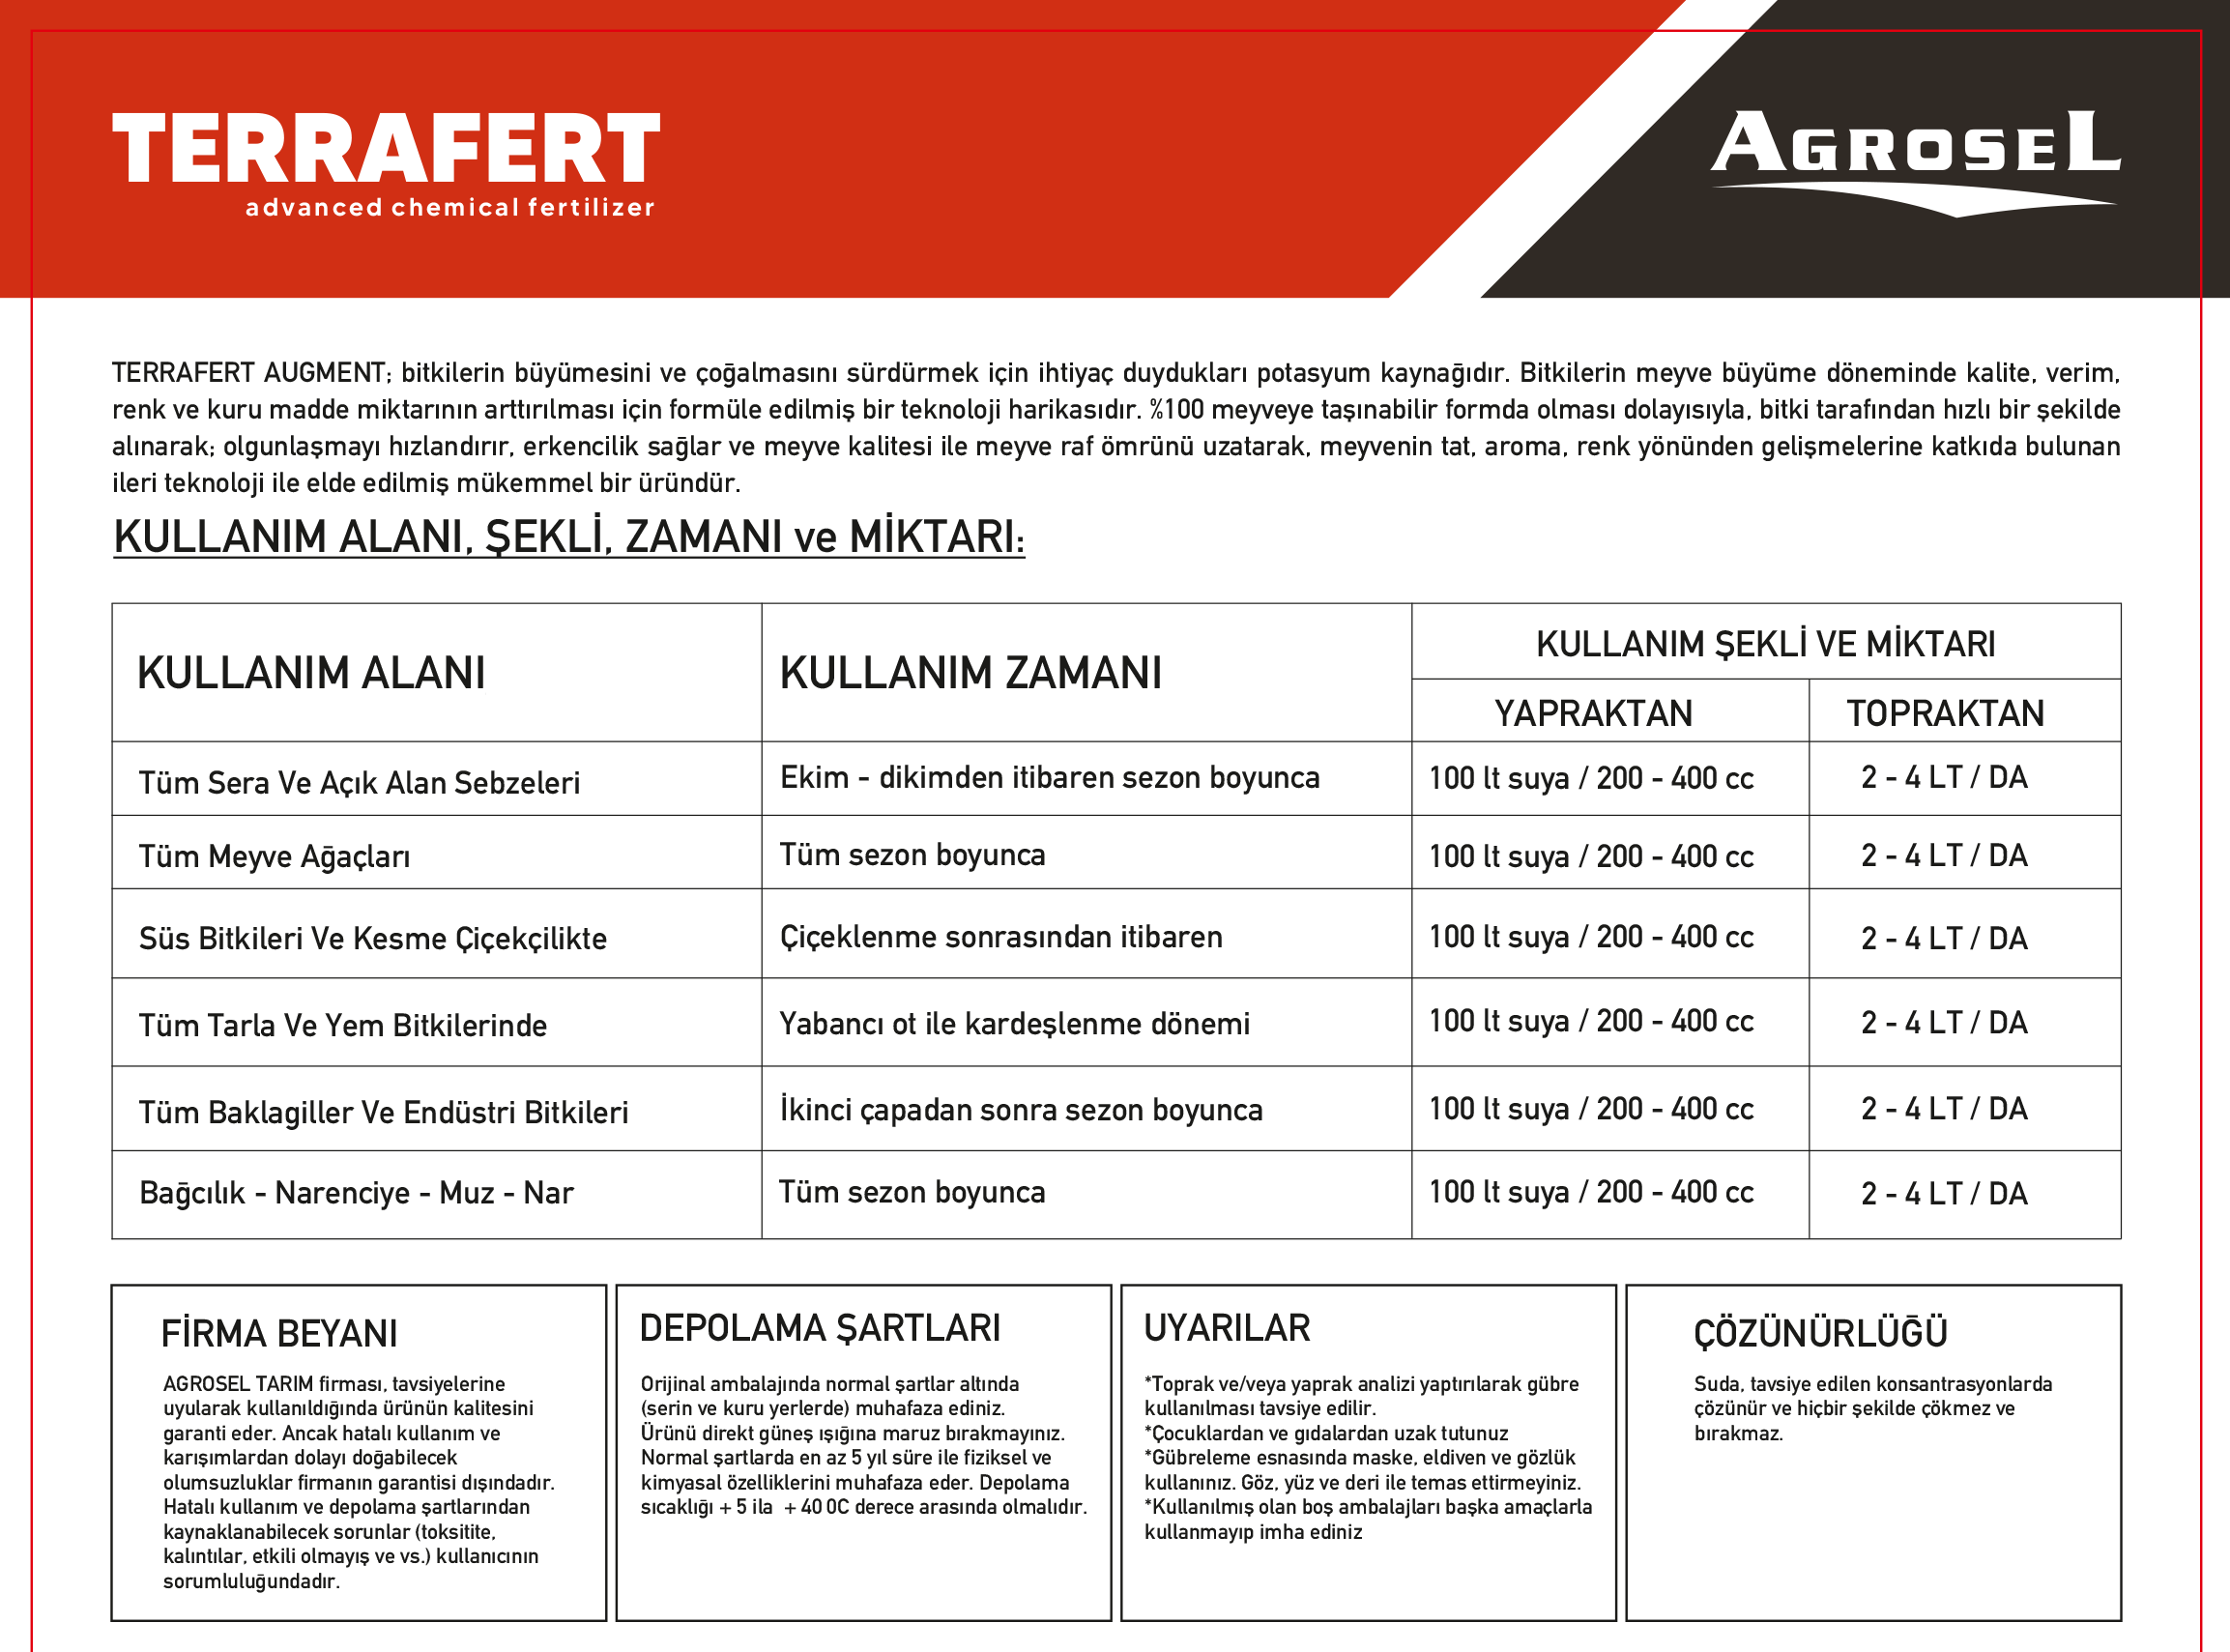 TERRAFERT
advanced chemical fertilizer
AGROSEL
TERRAFERT AUGMENT; bitkilerin büyümesini ve çoğalmasını sürdürmek için ihtiyaç duydukları potasyum kaynağıdır. Bitkilerin meyve büyüme döneminde kalite, verim,
renk ve kuru madde miktarının arttırılması için formüle edilmiş bir teknoloji harikasıdır. %100 meyveye taşınabilir formda olması dolayısıyla, bitki tarafından hızlı bir şekilde
alınarak; olgunlaşmayı hızlandırır, erkencilik sağlar ve meyve kalitesi ile meyve raf ömrünü uzatarak, meyvenin tat, aroma, renk yönünden gelişmelerine katkıda bulunan
ileri teknoloji ile elde edilmiş mükemmel bir üründür.
KULLANIM ALANI, ŞEKLİ, ZAMANI ve MİKTARI:
KULLANIM ALANI KULLANIM ZAMANI KULLANIM ŞEKLİ VE MİKTARI
YAPRAKTAN TOPRAKTAN
Tüm Sera Ve Açık Alan Sebzeleri Ekim - dikimden itibaren sezon boyunca 100 lt suya / 200 - 400 cc 2 - 4 LT / DA
Tüm Meyve Ağaçları Tüm sezon boyunca 100 lt suya / 200 - 400 cc 2 - 4 LT / DA
Süs Bitkileri Ve Kesme Çiçekçilikte Çiçeklenme sonrasından itibaren 100 lt suya / 200 - 400 cc 2 - 4 LT / DA
Tüm Tarla Ve Yem Bitkilerinde Yabancı ot ile kardeşlenme dönemi 100 lt suya / 200 - 400 cc 2 - 4 LT / DA
Tüm Baklagiller Ve Endüstri Bitkileri İkinci çapadan sonra sezon boyunca 100 lt suya / 200 - 400 cc 2 - 4 LT / DA
Bağcılık - Narenciye - Muz - Nar Tüm sezon boyunca 100 lt suya / 200 - 400 cc 2 - 4 LT / DA
FİRMA BEYANI
AGROSEL TARIM firması, tavsiyelerine
uyularak kullanıldığında ürünün kalitesini
garanti eder. Ancak hatalı kullanım ve
karışımlardan dolayı doğabilecek
olumsuzluklar firmanın garantisi dışındadır.
Hatalı kullanım ve depolama şartlarından
kaynaklanabilecek sorunlar (toksitite,
kalıntılar, etkili olmayış ve vs.) kullanıcının
sorumluluğundadır.
DEPOLAMA ŞARTLARI
Orijinal ambalajında normal şartlar altında
(serin ve kuru yerlerde) muhafaza ediniz.
Ürünü direkt güneş ışığına maruz bırakmayınız.
Normal şartlarda en az 5 yıl süre ile fiziksel ve
kimyasal özelliklerini muhafaza eder. Depolama
sıcaklığı + 5 ila + 40 0C derece arasında olmalıdır.
UYARILAR
*Toprak ve/veya yaprak analizi yaptırılarak gübre
kullanılması tavsiye edilir.
*Çocuklardan ve gıdalardan uzak tutunuz
*Gübreleme esnasında maske, eldiven ve gözlük
kullanınız. Göz, yüz ve deri ile temas ettirmeyiniz.
*Kullanılmış olan boş ambalajları başka amaçlarla
kullanmayıp imha ediniz
ÇÖZÜNÜRLÜĞÜ
Suda, tavsiye edilen konsantrasyonlarda
çözünür ve hiçbir şekilde çökmez ve
bırakmaz.